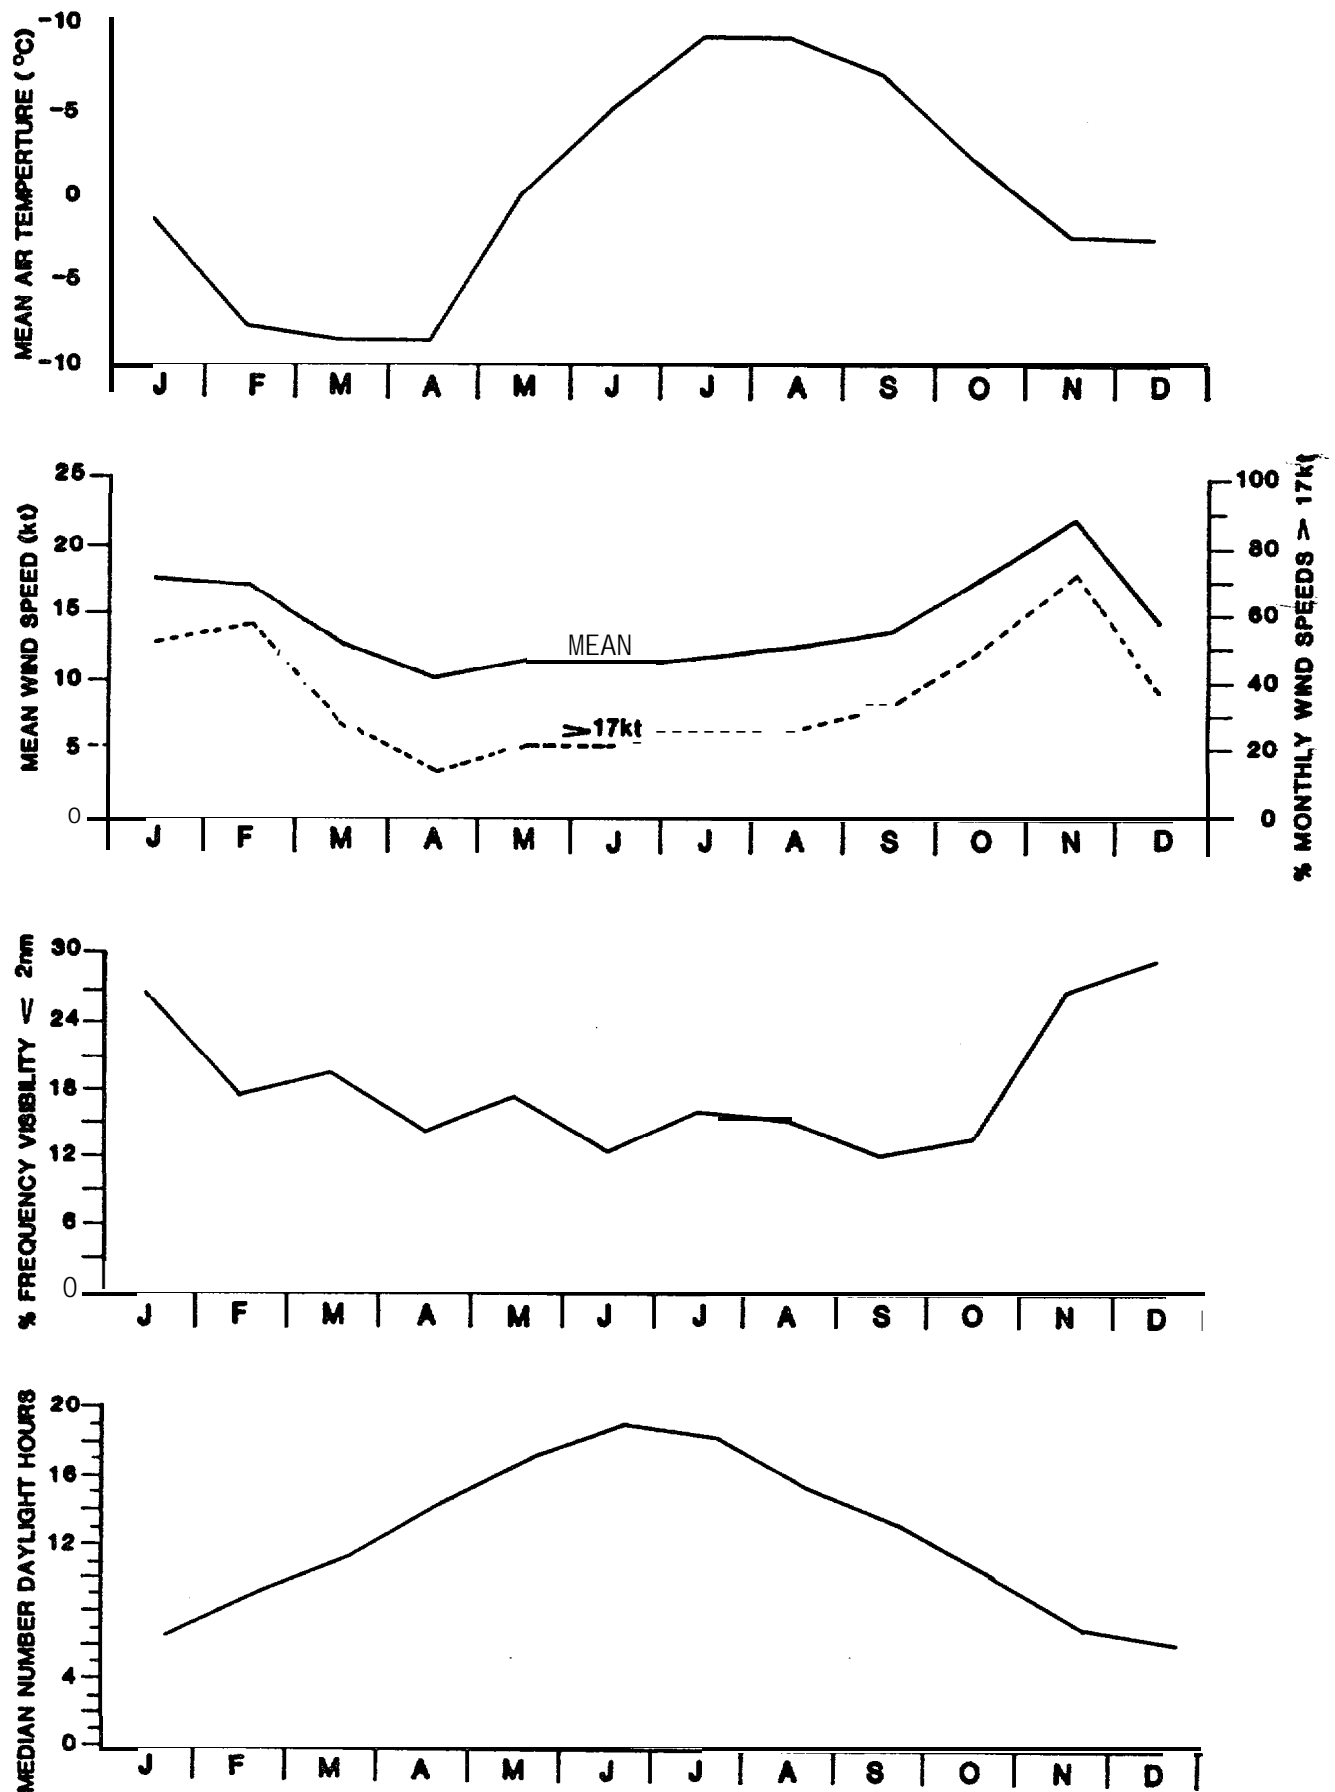 MEAN AIR TEMPERTURE (°C)
-10
-5
0
-5
-10
J F M A M J J A S O N D
MEAN WIND SPEED (kt)
25
20
15
10
5
0
MEAN
≥17kt
% MONTHLY WIND SPEEDS > 17kt
100
80
60
40
20
0
J F M A M J J A S O N D
% FREQUENCY VISIBILITY < 2nm
30
24
18
12
6
0
J F M A M J J A S O N D
MEDIAN NUMBER DAYLIGHT HOURS
20
16
12
4
0
J F M A M J J A S O N D